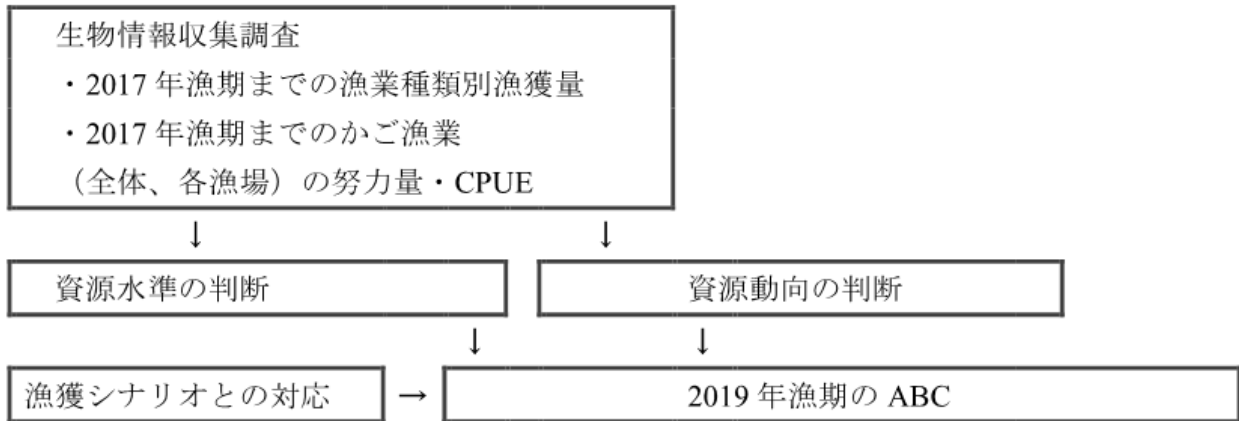 生物情報収集調査
・2017 年漁期までの漁業種類別漁獲量
・2017 年漁期までのかご漁業
（全体、各漁場）の努力量・CPUE
↓ ↓
資源水準の判断 資源動向の判断
↓ ↓
漁獲シナリオとの対応 → 2019 年漁期の ABC